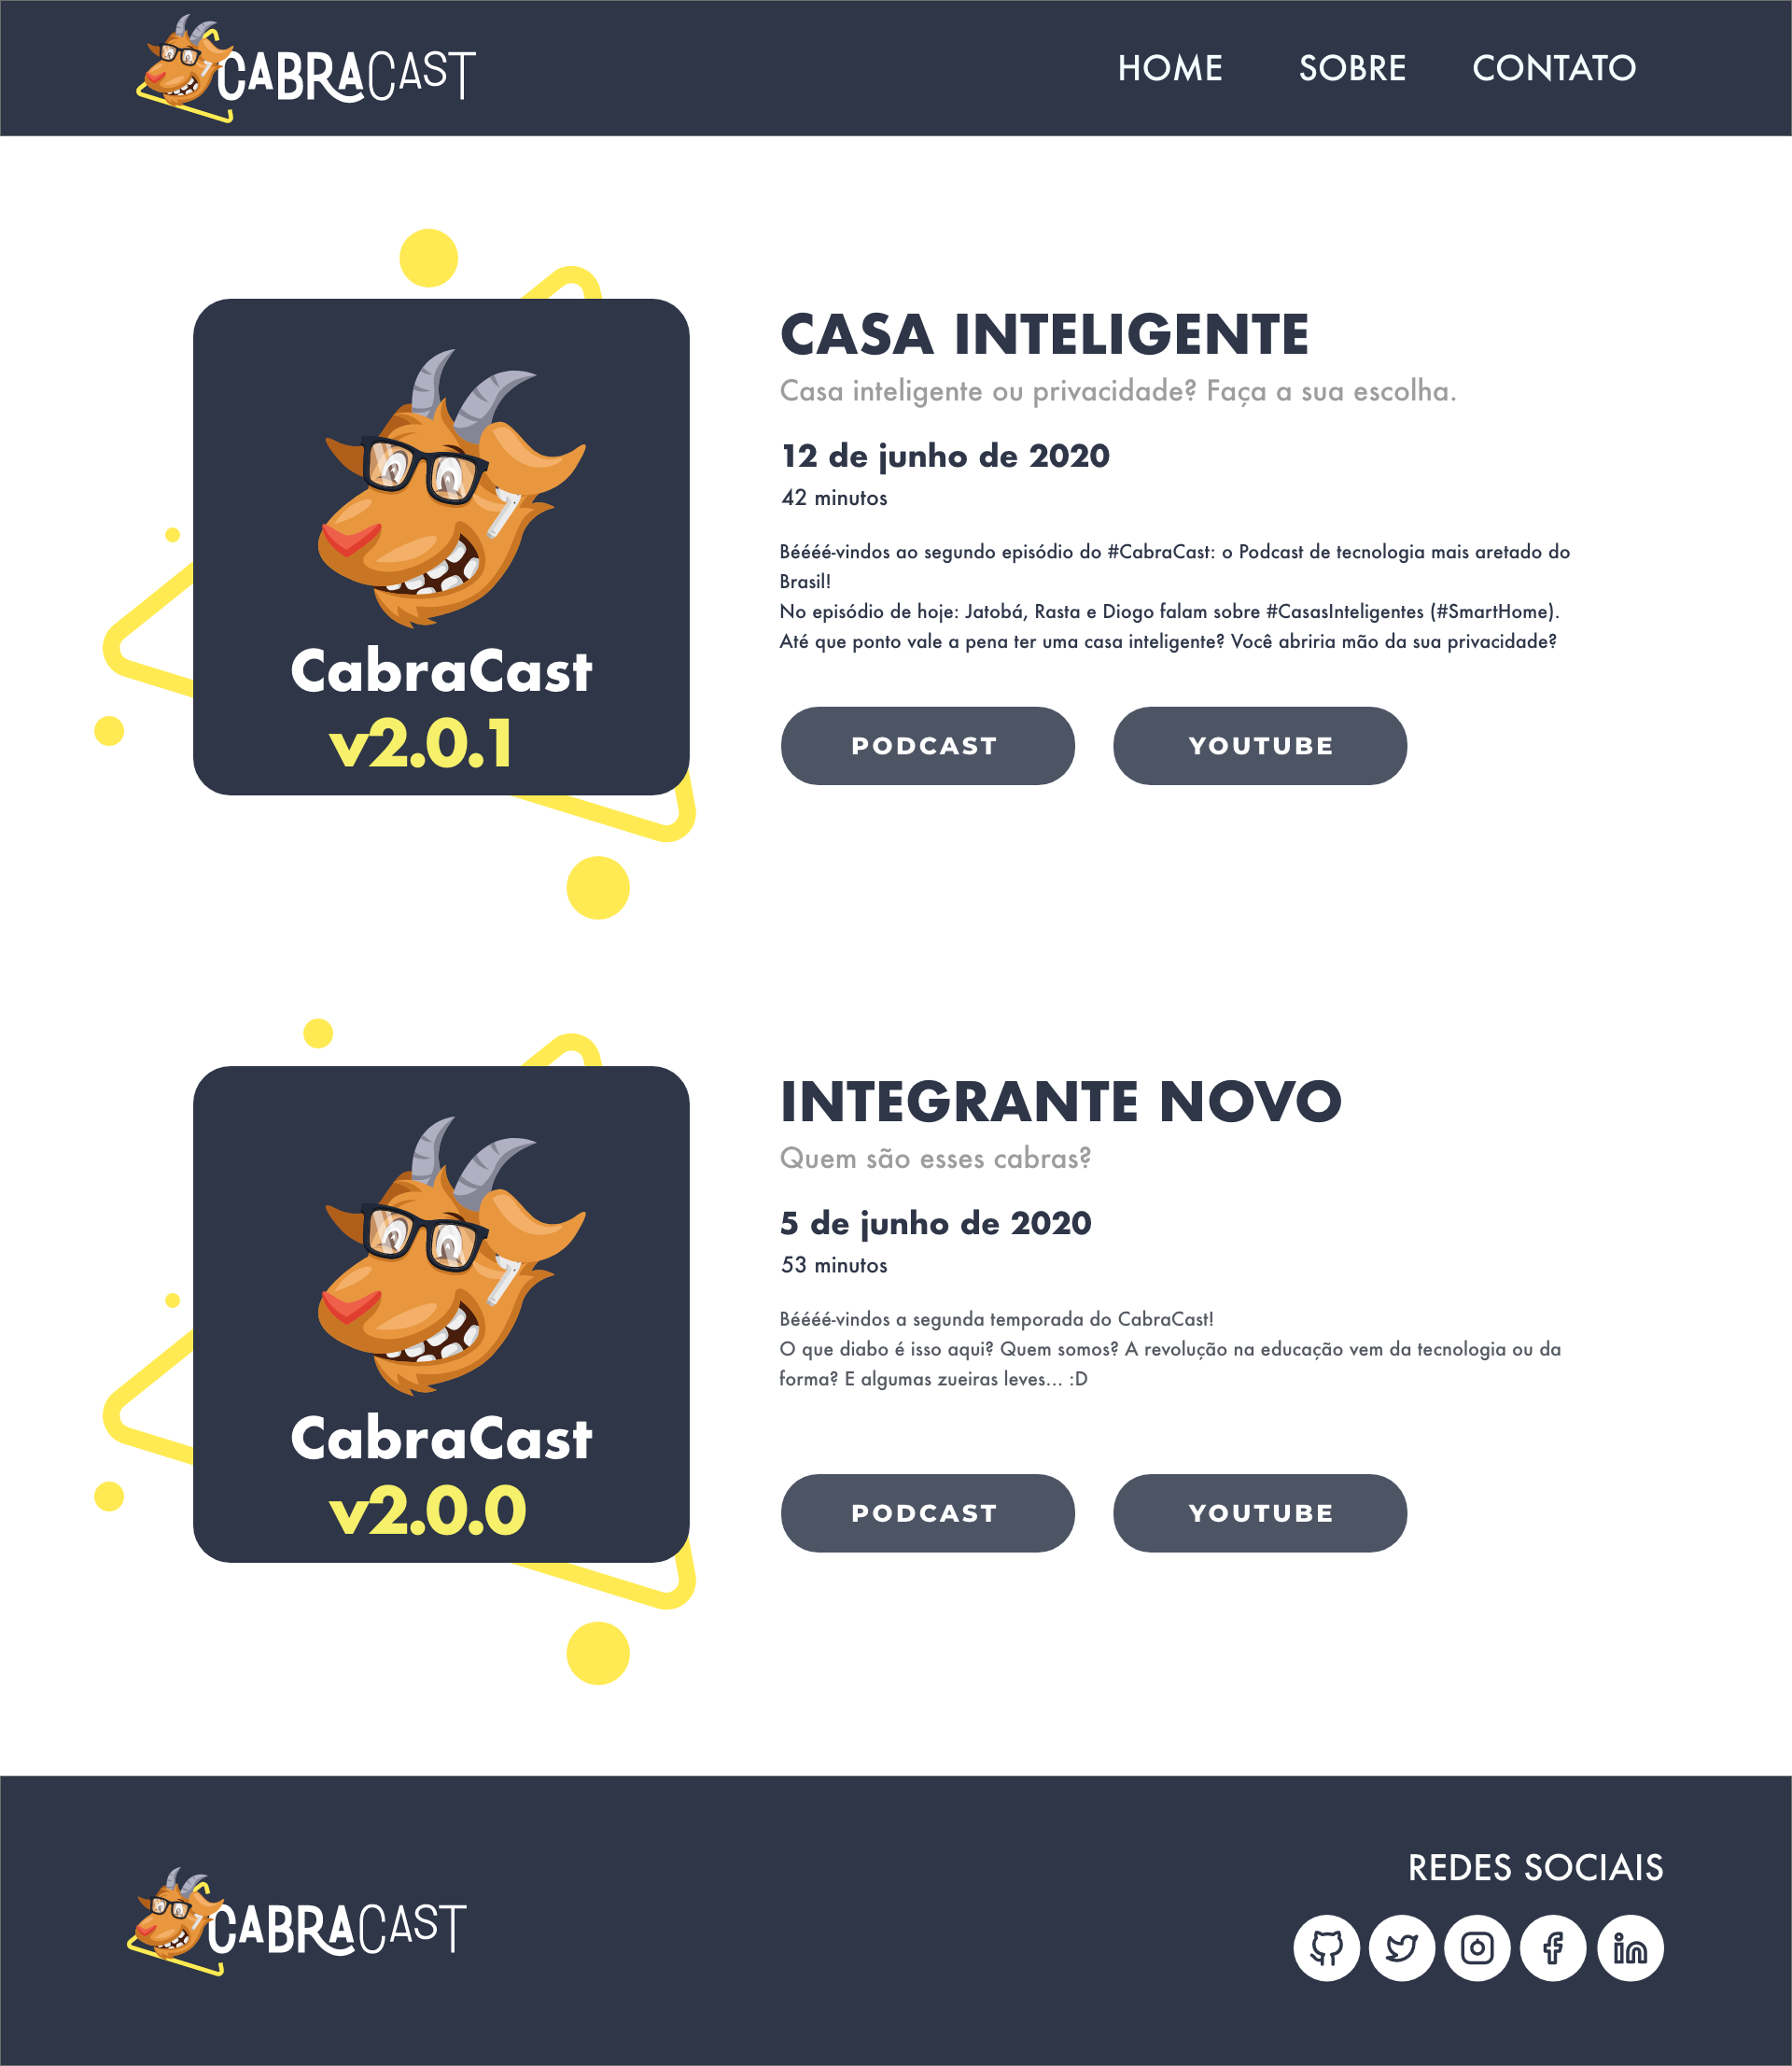 CABRACAST
HOME SOBRE CONTATO
CabraCast
v2.0.1
CASA INTELIGENTE
Casa inteligente ou privacidade? Faça a sua escolha.
12 de junho de 2020
42 minutos
Béééé-vindos ao segundo episódio do #CabraCast: o Podcast de tecnologia mais aretado do
Brasil!
No episódio de hoje: Jatobá, Rasta e Diogo falam sobre #CasasInteligentes (#SmartHome).
Até que ponto vale a pena ter uma casa inteligente? Você abriria mão da sua privacidade?
PODCAST YOUTUBE
CabraCast
v2.0.0
INTEGRANTE NOVO
Quem são esses cabras?
5 de junho de 2020
53 minutos
Béééé-vindos a segunda temporada do CabraCast!
O que diabo é isso aqui? Quem somos? A revolução na educação vem da tecnologia ou da
forma? E algumas zueiras leves... :D
PODCAST YOUTUBE
CABRACAST
REDES SOCIAIS